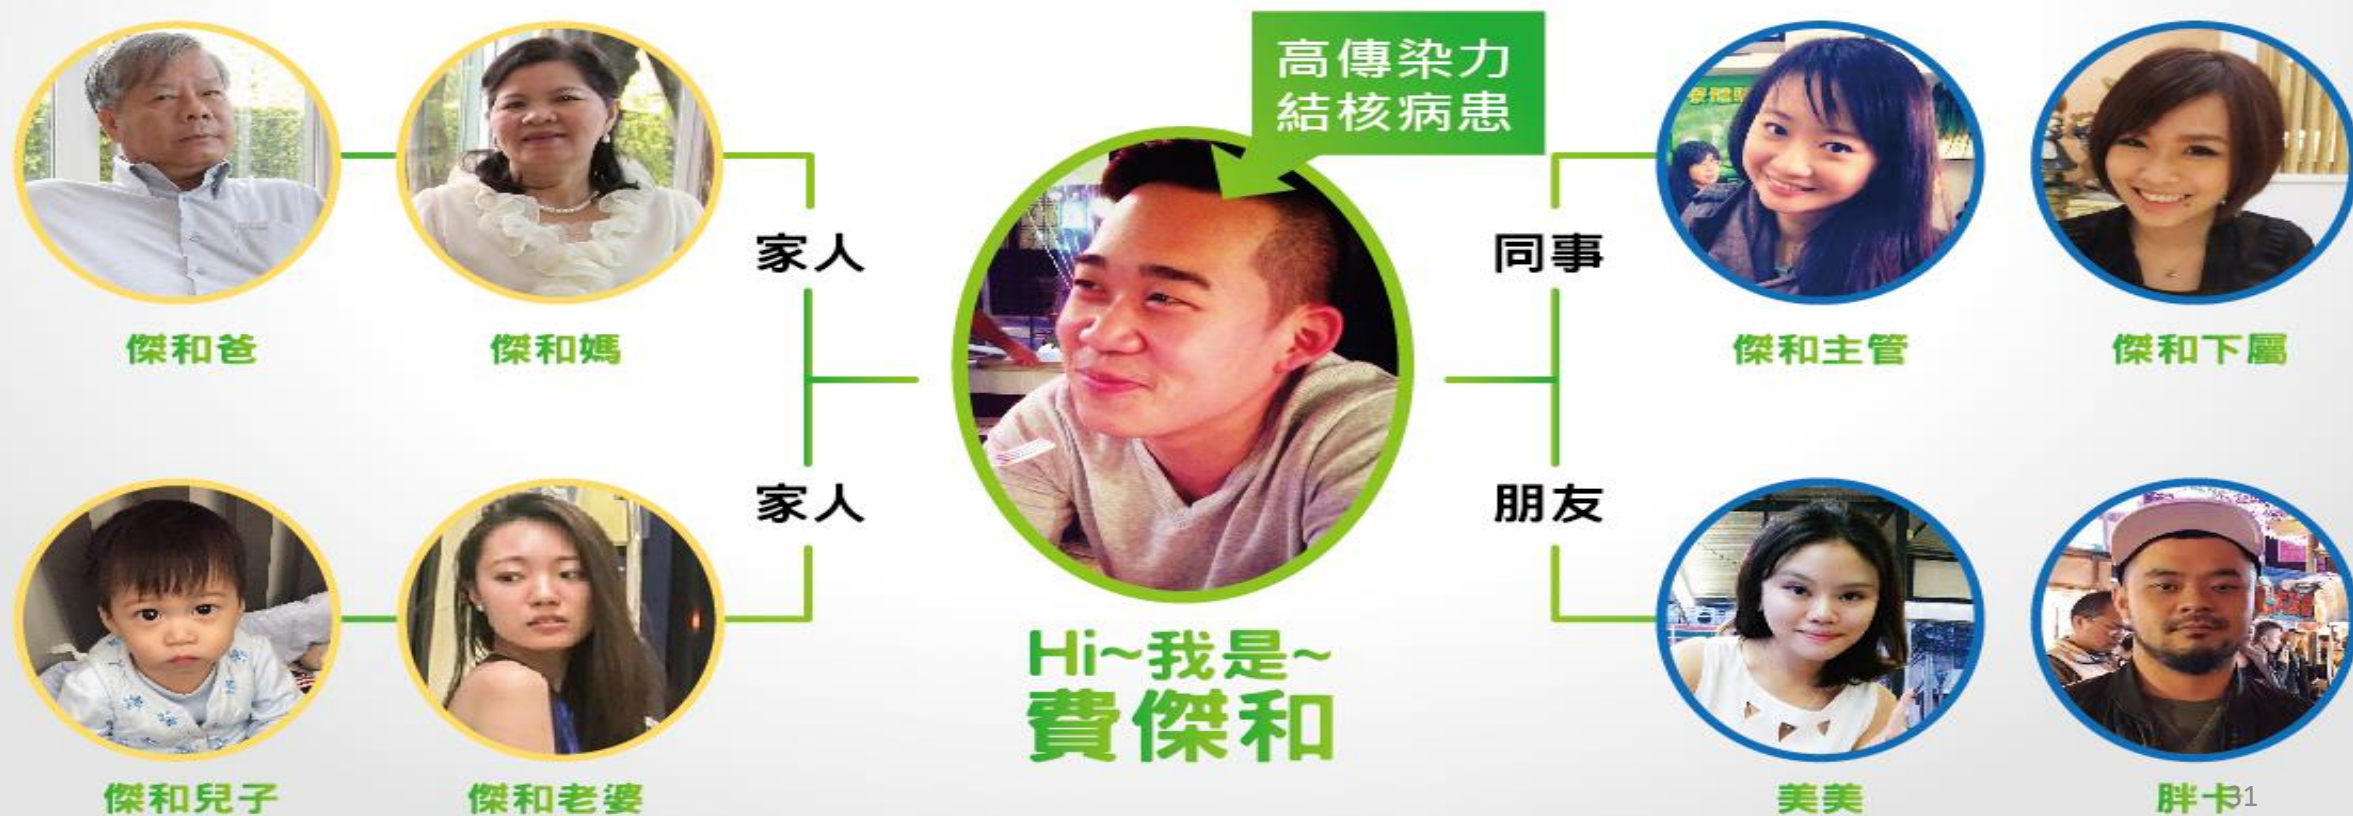 高傳染力
結核病患
家人
同事
傑和爸
傑和媽
傑和主管
傑和下屬
家人
朋友
Hi~我是~
費傑和
傑和兒子
傑和老婆
美美
胖卡
31